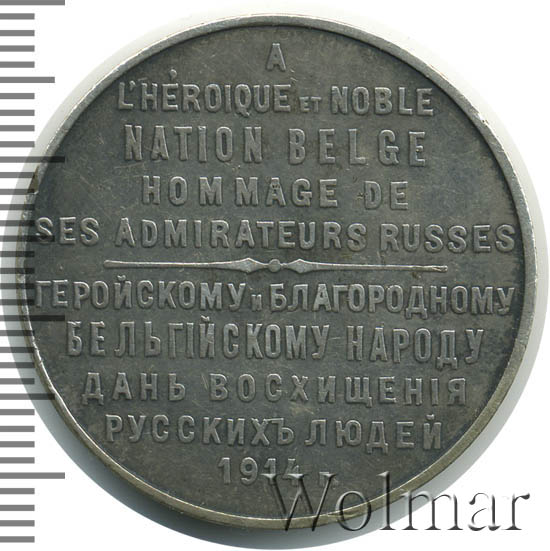 A
L'HÉROIQUE ET NOBLE
NATION BELGE
HOMMAGE DE
SES ADMIRATEURS RUSSES
ГЕРОЙСКОМУ И БЛАГОРОДНОМУ
БЕЛЬГІЙСКОМУ НАРОДУ
ДАНЬ ВОСХИЩЕНІЯ
РУССКИХЪ ЛЮДЕЙ
1914 г.
Wolmar